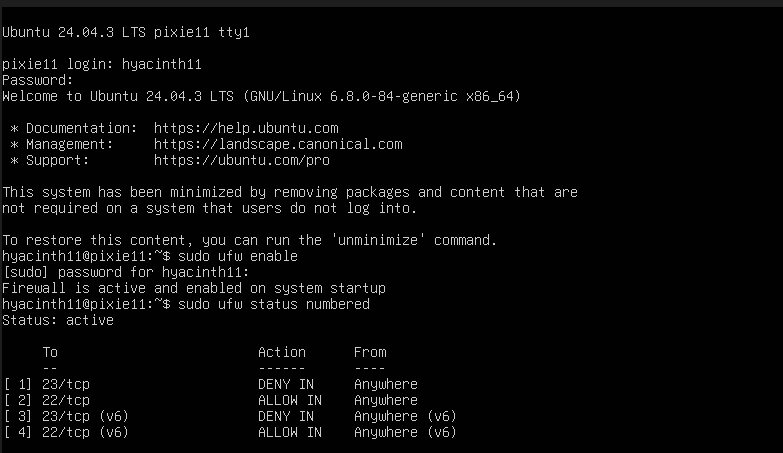 Ubuntu 24.04.3 LTS pixie11 tty1
pixie11 login: hyacinth11
Password:
Welcome to Ubuntu 24.04.3 LTS (GNU/Linux 6.8.0-84-generic x86_64)
* Documentation:  https://help.ubuntu.com
* Management:     https://landscape.canonical.com
* Support:        https://ubuntu.com/pro
This system has been minimized by removing packages and content that are
not required on a system that users do not log into.
To restore this content, you can run the 'unminimize' command.
hyacinth11@pixie11:~$ sudo ufw enable
[sudo] password for hyacinth11:
Firewall is active and enabled on system startup
hyacinth11@pixie11:~$ sudo ufw status numbered
Status: active
To                         Action      From
--                         ------      ----
[ 1] 23/tcp                     DENY IN     Anywhere
[ 2] 22/tcp                     ALLOW IN    Anywhere
[ 3] 23/tcp (v6)                DENY IN     Anywhere (v6)
[ 4] 22/tcp (v6)                ALLOW IN    Anywhere (v6)